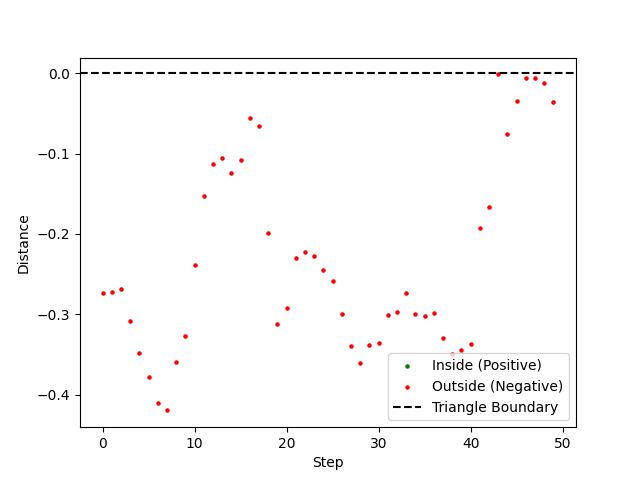 0.0
−0.1
−0.2
−0.3
−0.4
Distance
0
10
20
30
40
50
Step
Inside (Positive)
Outside (Negative)
Triangle Boundary